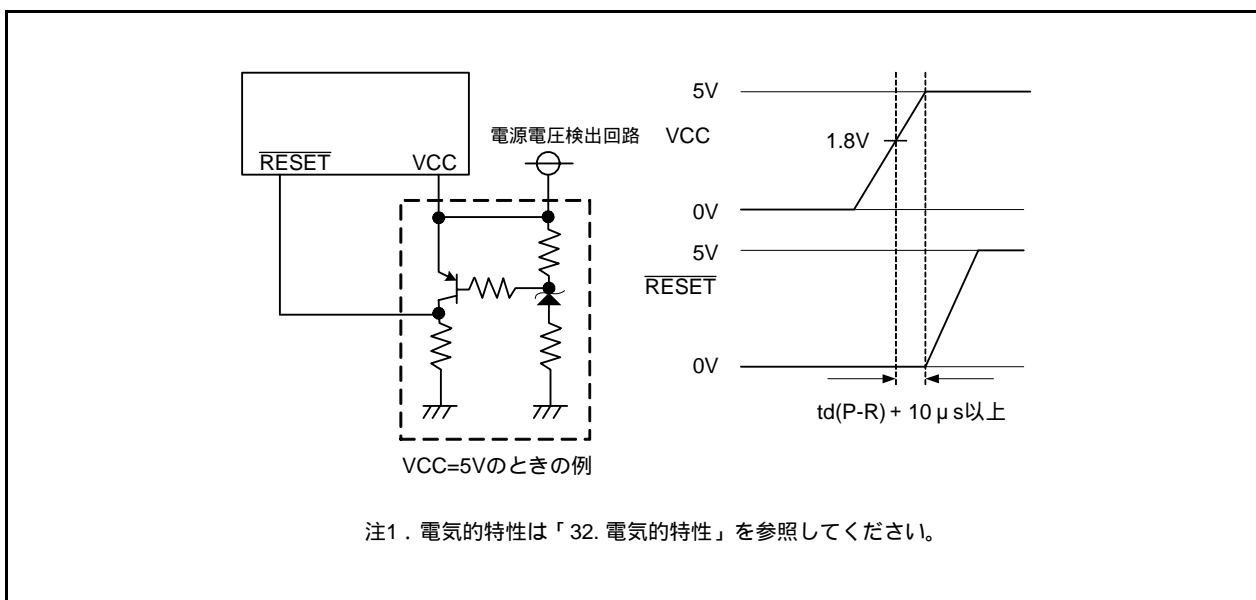 RESET VCC
電源電圧検出回路
VCC=5Vのときの例
5V
VCC
1.8V
0V
5V
RESET
0V
td(P-R) + 10 μ s以上
注1 . 電気的特性は「 32. 電気的特性」を参照してください。